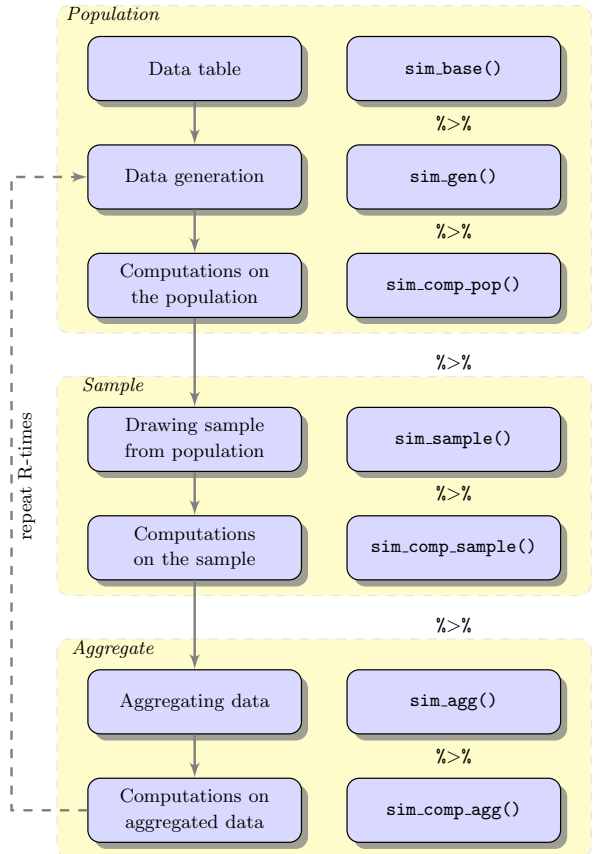 Population
Data table
sim_base()
%>%
Data generation
sim_gen()
%>%
Computations on
the population
sim_comp_pop()
%>%
Sample
Drawing sample
from population
sim_sample()
%>%
Computations
on the sample
sim_comp_sample()
%>%
Aggregate
Aggregating data
sim_agg()
%>%
Computations on
aggregated data
sim_comp_agg()
repeat R-times